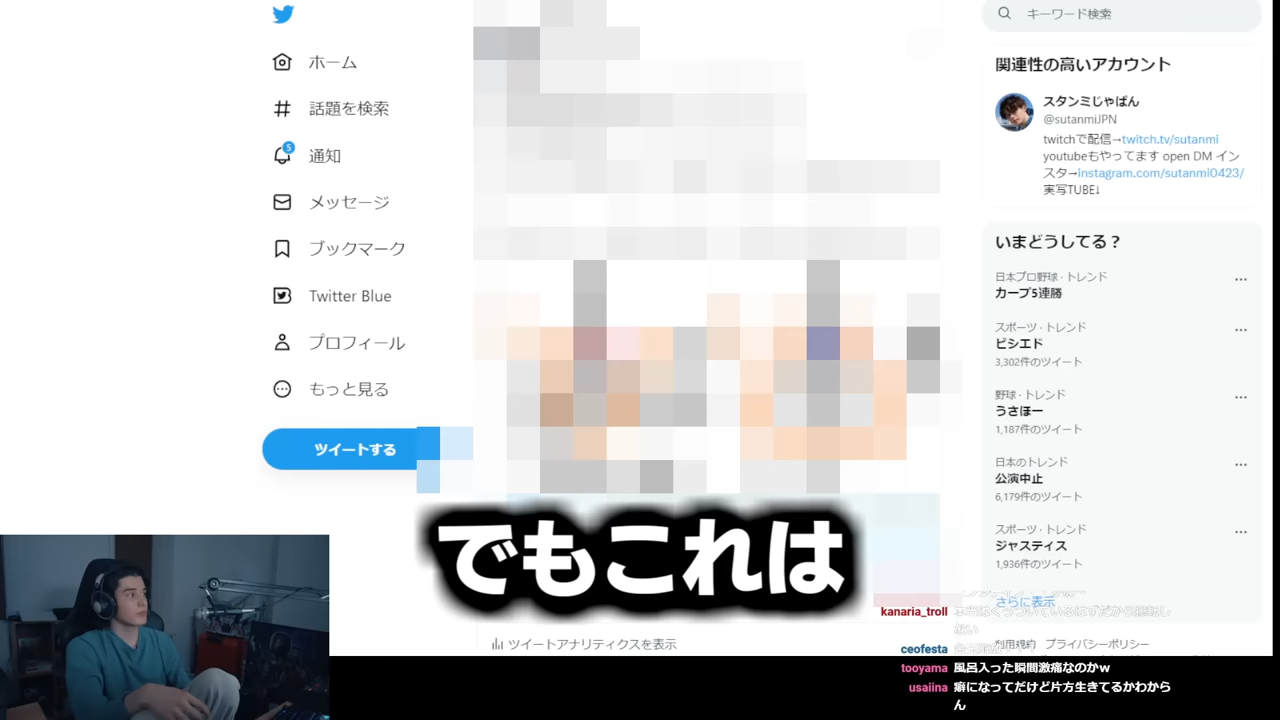 ホーム
話題を検索
5
通知
メッセージ
ブックマーク
Twitter Blue
プロフィール
もっと見る
ツイートする
キーワード検索
関連性の高いアカウント
スタンミじゃぱん
@sutanmiJPN
twitchで配信→twitch.tv/sutanmi
youtubeもやってます open DM イン
スタ→instagram.com/sutanmi0423/
実写TUBE↓
いまどうしてる？
日本プロ野球・トレンド
カープ5連勝
スポーツ・トレンド
ビシエド
3,302件のツイート
野球・トレンド
うさほー
1,187件のツイート
日本のトレンド
公演中止
6,179件のツイート
スポーツ・トレンド
ジャスティス
1,936件のツイート
さらに表示
利用規約 プライバシーポリシー
でもこれは
ツイートアナリティクスを表示
kanaria_troll
ceofesta
tooyama 風呂入った瞬間激痛なのかｗ
usaiina 癖になってだけど片方生きてるかわから
ん